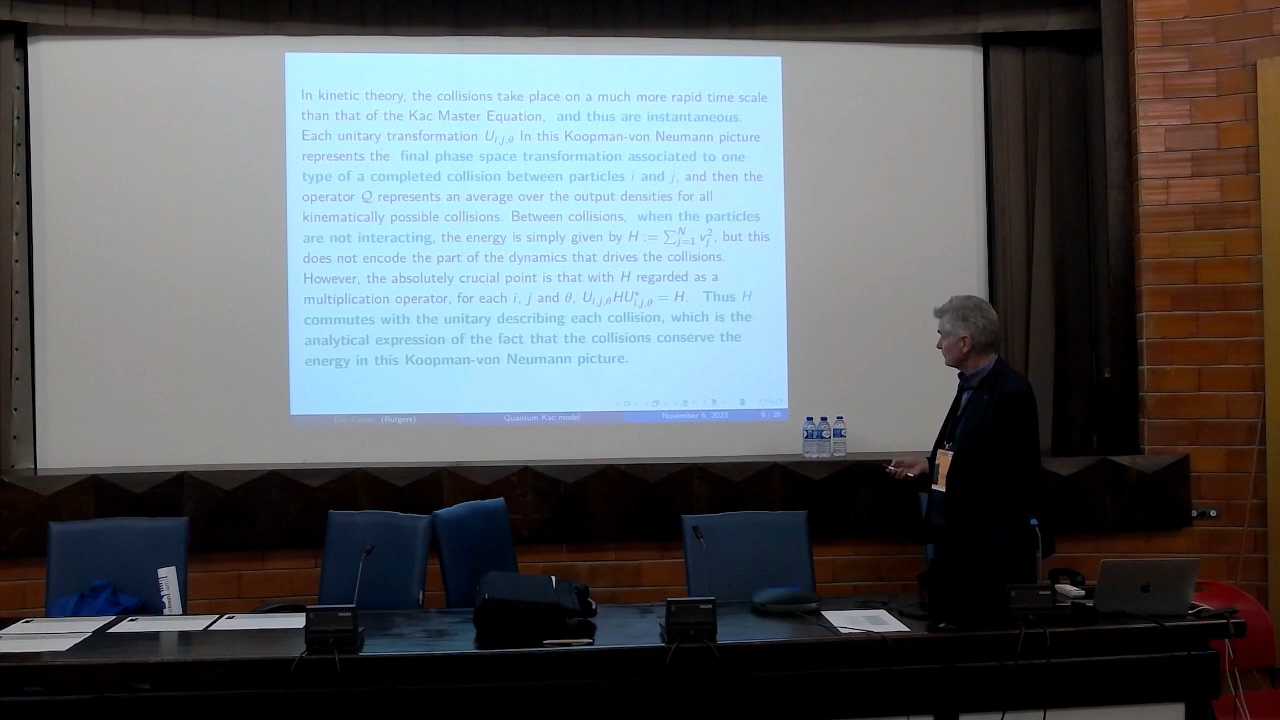 In kinetic theory, the collisions take place on a much more rapid time scale
than that of the Kac Master Equation, and thus are instantaneous.
Each unitary transformation U_{i,j,θ} In this Koopman-von Neumann picture
represents the final phase space transformation associated to one
type of a completed collision between particles i and j, and then the
operator 𝒬 represents an average over the output densities for all
kinematically possible collisions. Between collisions, when the particles
are not interacting, the energy is simply given by H := ∑_{j=1}^N v_j^2, but this
does not encode the part of the dynamics that drives the collisions.
However, the absolutely crucial point is that with H regarded as a
multiplication operator, for each i, j and θ, U_{i,j,θ}HU*_{i,j,θ} = H. Thus H
commutes with the unitary describing each collision, which is the
analytical expression of the fact that the collisions conserve the
energy in this Koopman-von Neumann picture.
(Rutgers) Quantum Kac model November 6, 2023 6 / 26